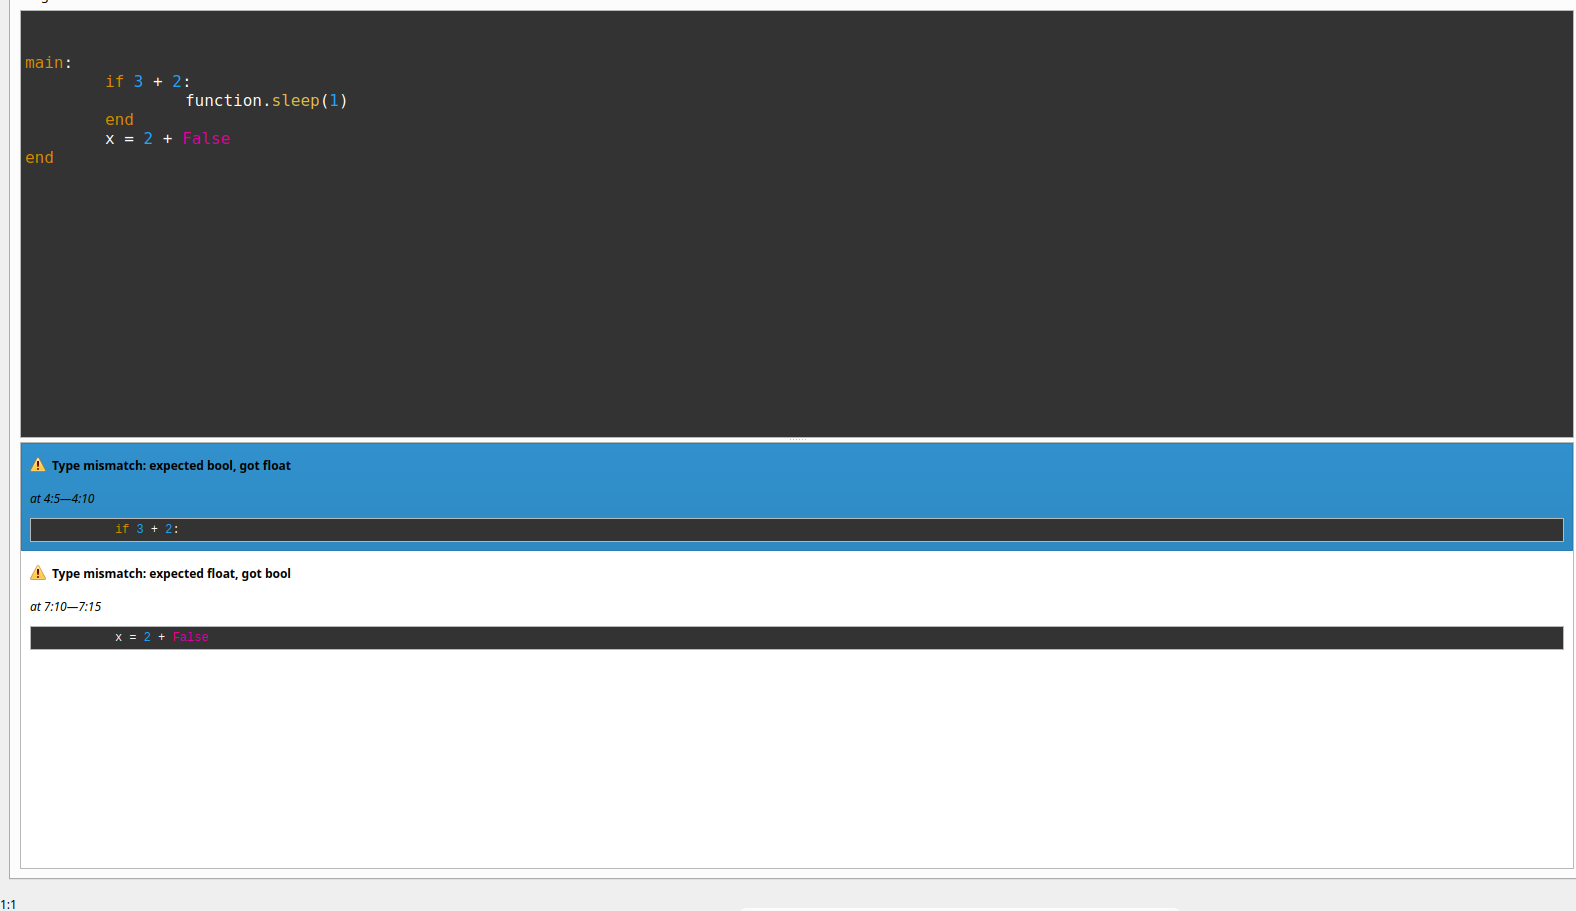 main:
if 3 + 2:
function.sleep(1)
end
x = 2 + False
end
Type mismatch: expected bool, got float
at 4:5—4:10
if 3 + 2:
Type mismatch: expected float, got bool
at 7:10—7:15
x = 2 + False
1:1